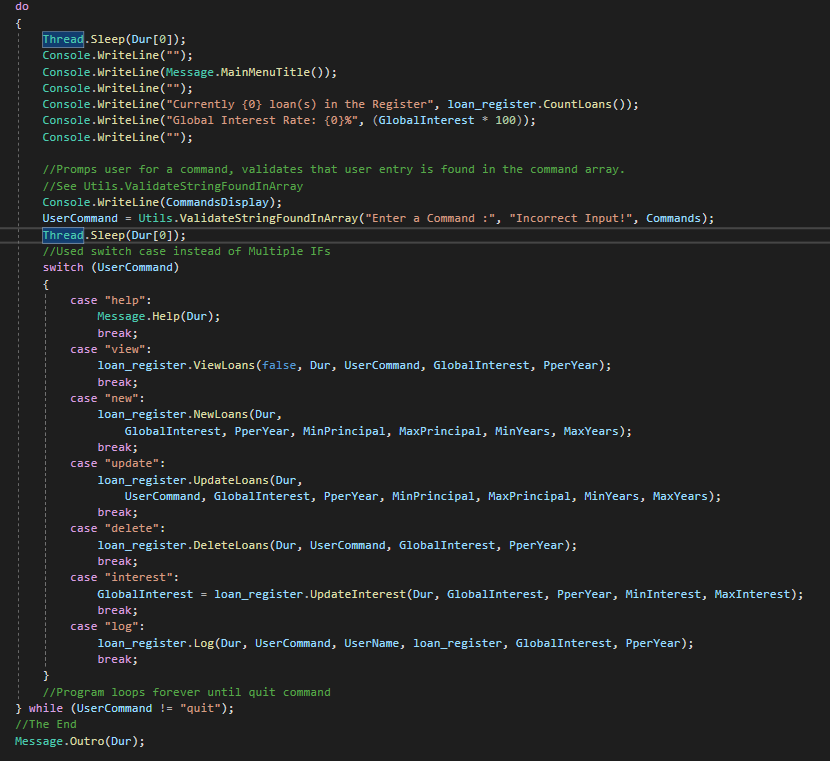 do
{
Thread.Sleep(Dur[0]);
Console.WriteLine("");
Console.WriteLine(Message.MainMenuTitle());
Console.WriteLine("");
Console.WriteLine("Currently {0} loan(s) in the Register", loan_register.CountLoans());
Console.WriteLine("Global Interest Rate: {0}%", (GlobalInterest * 100));
Console.WriteLine("");
//Promps user for a command, validates that user entry is found in the command array.
//See Utils.ValidateStringFoundInArray
Console.WriteLine(CommandsDisplay);
UserCommand = Utils.ValidateStringFoundInArray("Enter a Command :", "Incorrect Input!", Commands);
Thread.Sleep(Dur[0]);
//Used switch case instead of Multiple IFs
switch (UserCommand)
{
case "help":
Message.Help(Dur);
break;
case "view":
loan_register.ViewLoans(false, Dur, UserCommand, GlobalInterest, PperYear);
break;
case "new":
loan_register.NewLoans(Dur,
GlobalInterest, PperYear, MinPrincipal, MaxPrincipal, MinYears, MaxYears);
break;
case "update":
loan_register.UpdateLoans(Dur,
UserCommand, GlobalInterest, PperYear, MinPrincipal, MaxPrincipal, MinYears, MaxYears);
break;
case "delete":
loan_register.DeleteLoans(Dur, UserCommand, GlobalInterest, PperYear);
break;
case "interest":
GlobalInterest = loan_register.UpdateInterest(Dur, GlobalInterest, PperYear, MinInterest, MaxInterest);
break;
case "log":
loan_register.Log(Dur, UserCommand, UserName, loan_register, GlobalInterest, PperYear);
break;
}
//Program loops forever until quit command
} while (UserCommand != "quit");
//The End
Message.Outro(Dur);